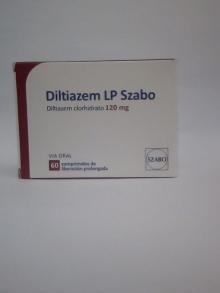 Diltiazem LP Szabo
Diltiazem clorhidrato 120 mg
VIA ORAL
60 comprimidos de
liberación prolongada
SZABO